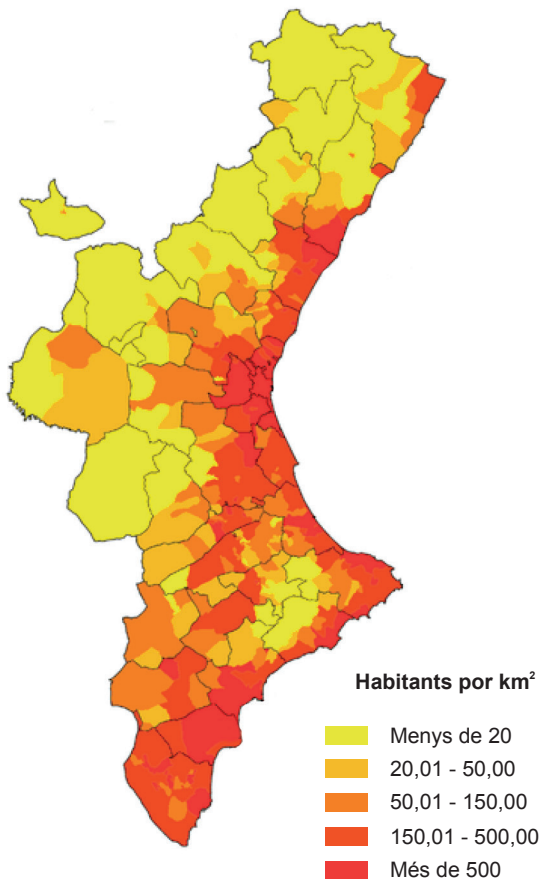 Habitants por km²
Menys de 20
20,01 - 50,00
50,01 - 150,00
150,01 - 500,00
Més de 500